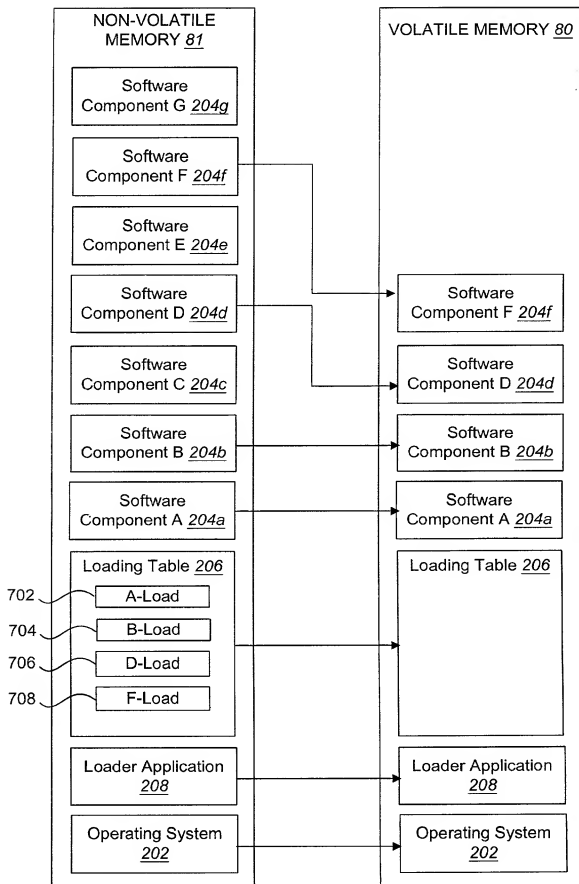 NON-VOLATILE
MEMORY 81
Software
Component G 204g
Software
Component F 204f
Software
Component E 204e
Software
Component D 204d
Software
Component C 204c
Software
Component B 204b
Software
Component A 204a
Loading Table 206
702
A-Load
704
B-Load
706
D-Load
708
F-Load
Loader Application
208
Operating System
202
VOLATILE MEMORY 80
Software
Component F 204f
Software
Component D 204d
Software
Component B 204b
Software
Component A 204a
Loading Table 206
Loader Application
208
Operating System
202